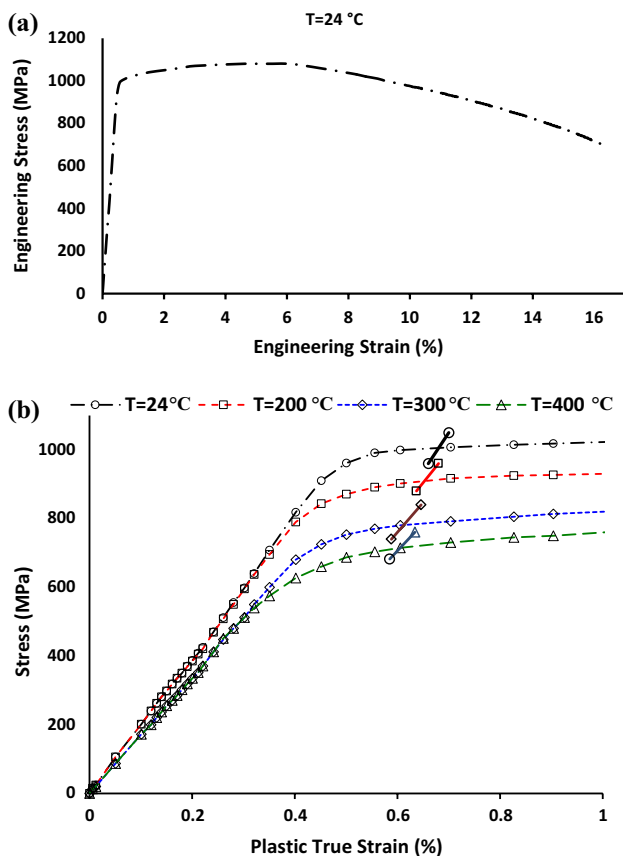 (a)
T=24 °C
1200
1000
800
600
400
200
0
Engineering Stress (MPa)
0 2 4 6 8 10 12 14 16
Engineering Strain (%)
(b)
T=24°C T=200 °C T=300 °C T=400 °C
1000
800
600
400
200
0
Stress (MPa)
0 0.2 0.4 0.6 0.8 1
Plastic True Strain (%)